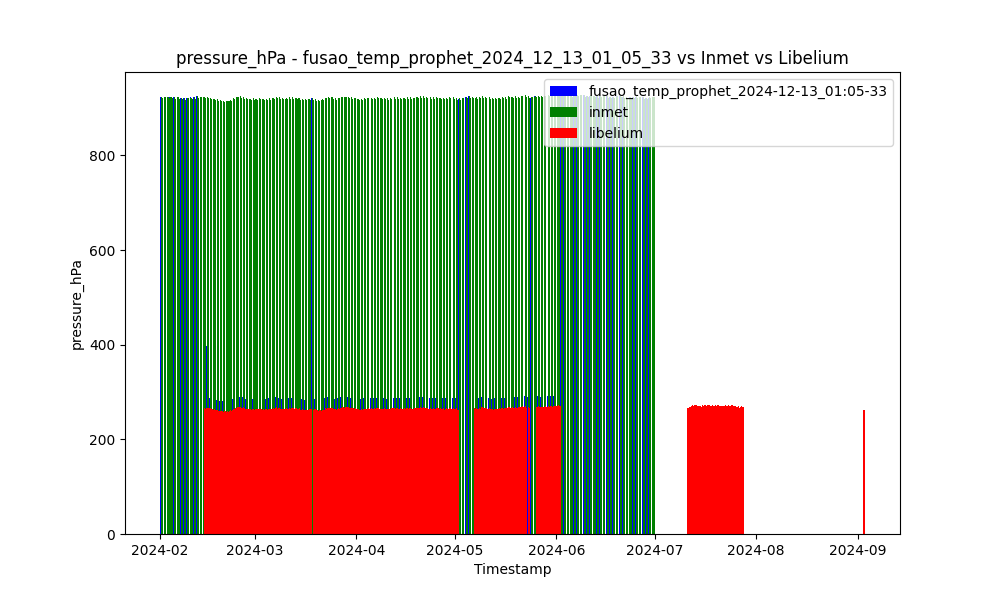 pressure_hPa - fusao_temp_prophet_2024_12_13_01_05_33 vs Inmet vs Libelium
fusao_temp_prophet_2024-12-13_01:05-33
inmet
libelium
pressure_hPa
800
600
400
200
0
2024-02
2024-03
2024-04
2024-05
2024-06
2024-07
2024-08
2024-09
Timestamp